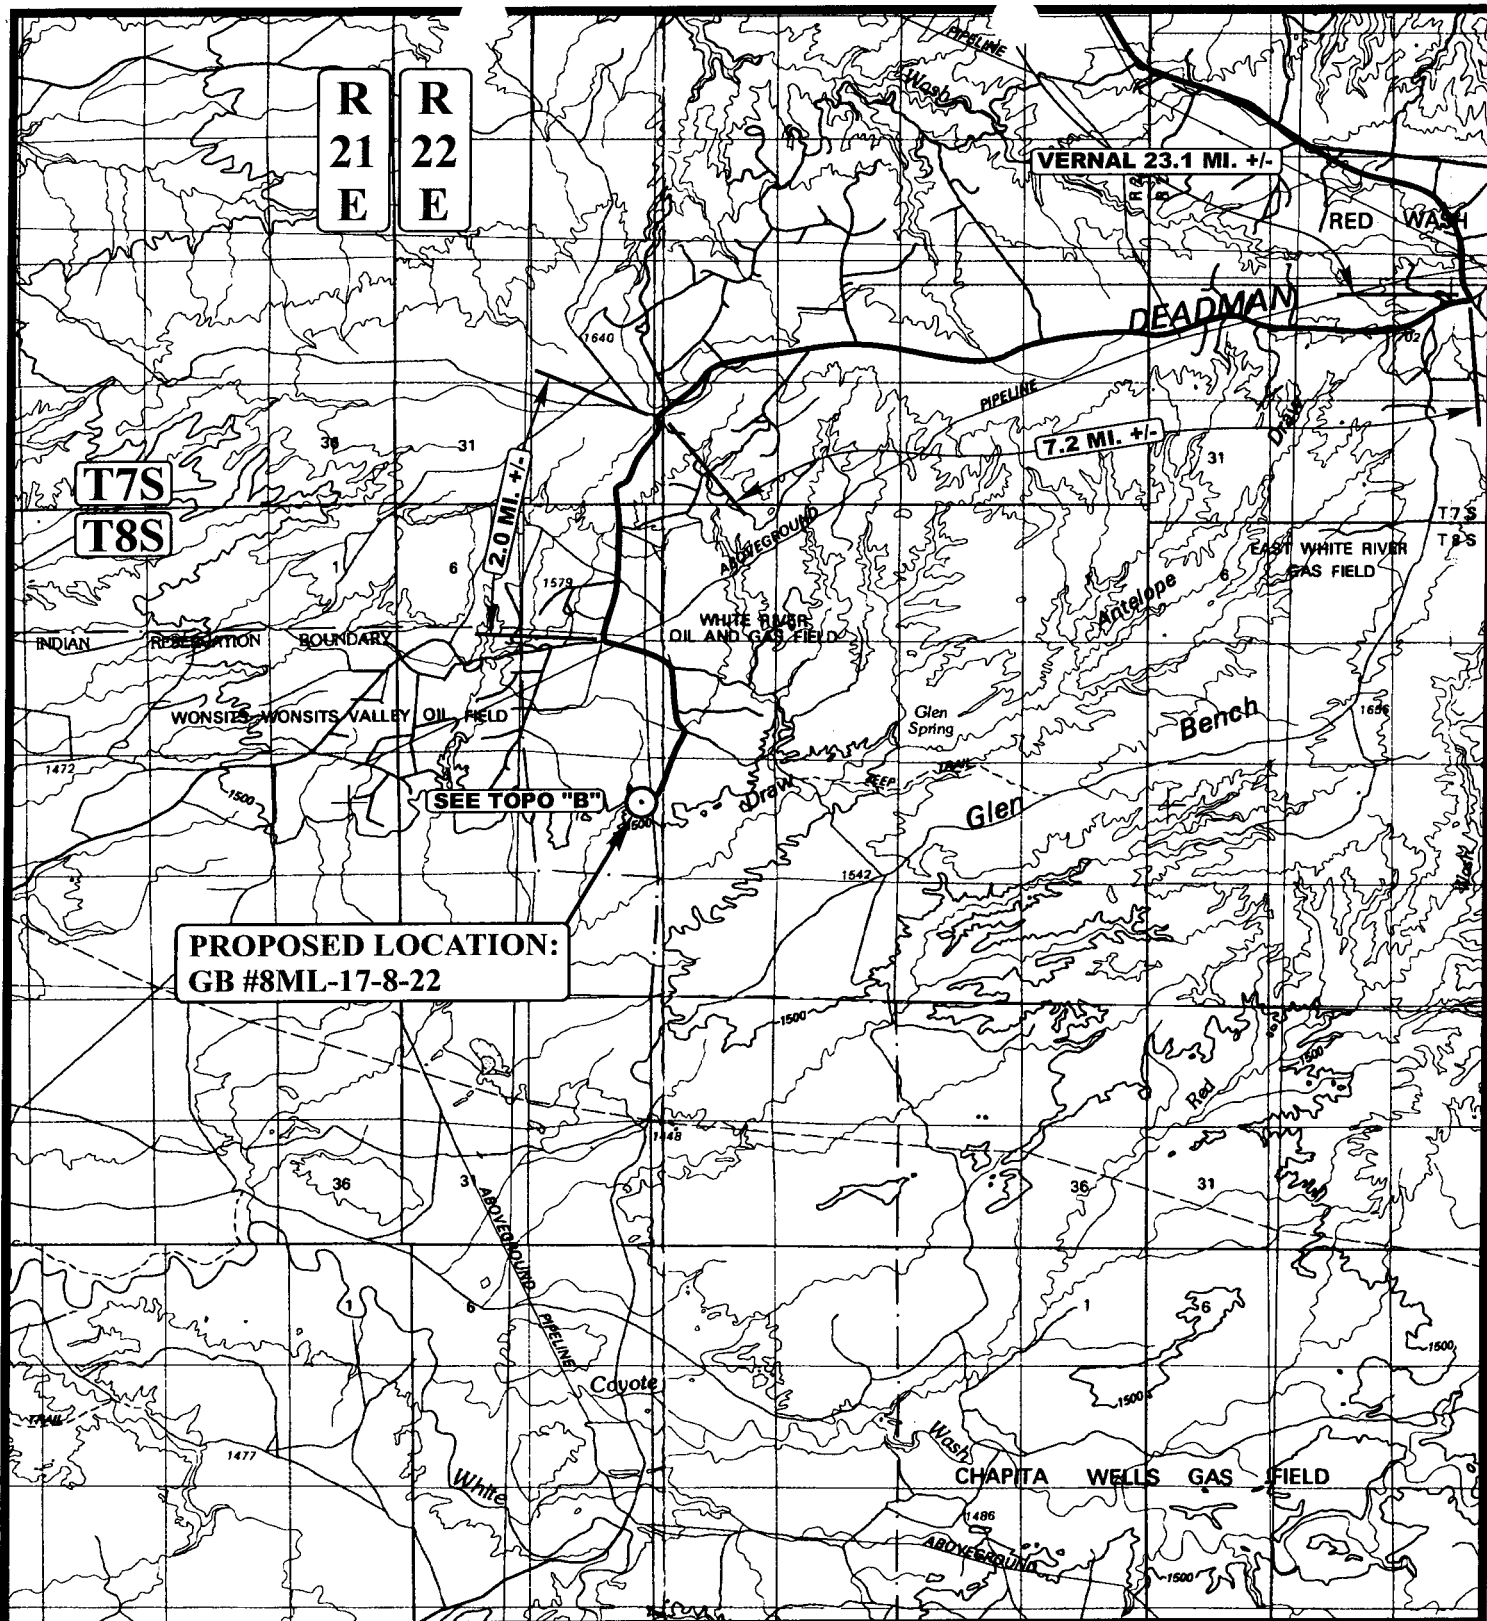 PIPELINE
Wash
R
21
E
R
22
E
VERNAL 23.1 MI. +/-
RED WASH
DEADMAN
1640
PIPELINE
Draw
7.2 MI. +/-
36
31
31
T7S
T8S
2.0 MI. +/-
T 7 S
T 8 S
ABOVEGROUND
EAST WHITE RIVER
GAS FIELD
1
6
1579
6
Antelope
WHITE RIVER
OIL AND GAS FIELD
INDIAN RESERVATION BOUNDARY
WONSITS WONSITS VALLEY OIL FIELD
Glen
Spring
Bench
1656
1472
1500
JEEP TRAIL
SEE TOPO "B"
Draw
Glen
1500
1542
Wash
PROPOSED LOCATION:
GB #8ML-17-8-22
1500
1500
Red
1448
36
31
36
31
ABOVEGROUND PIPELINE
1
6
1
6
1500
Coyote
1500
TRAIL
1477
Wash
CHAPITA WELLS GAS FIELD
White
1486
ABOVEGROUND
1500